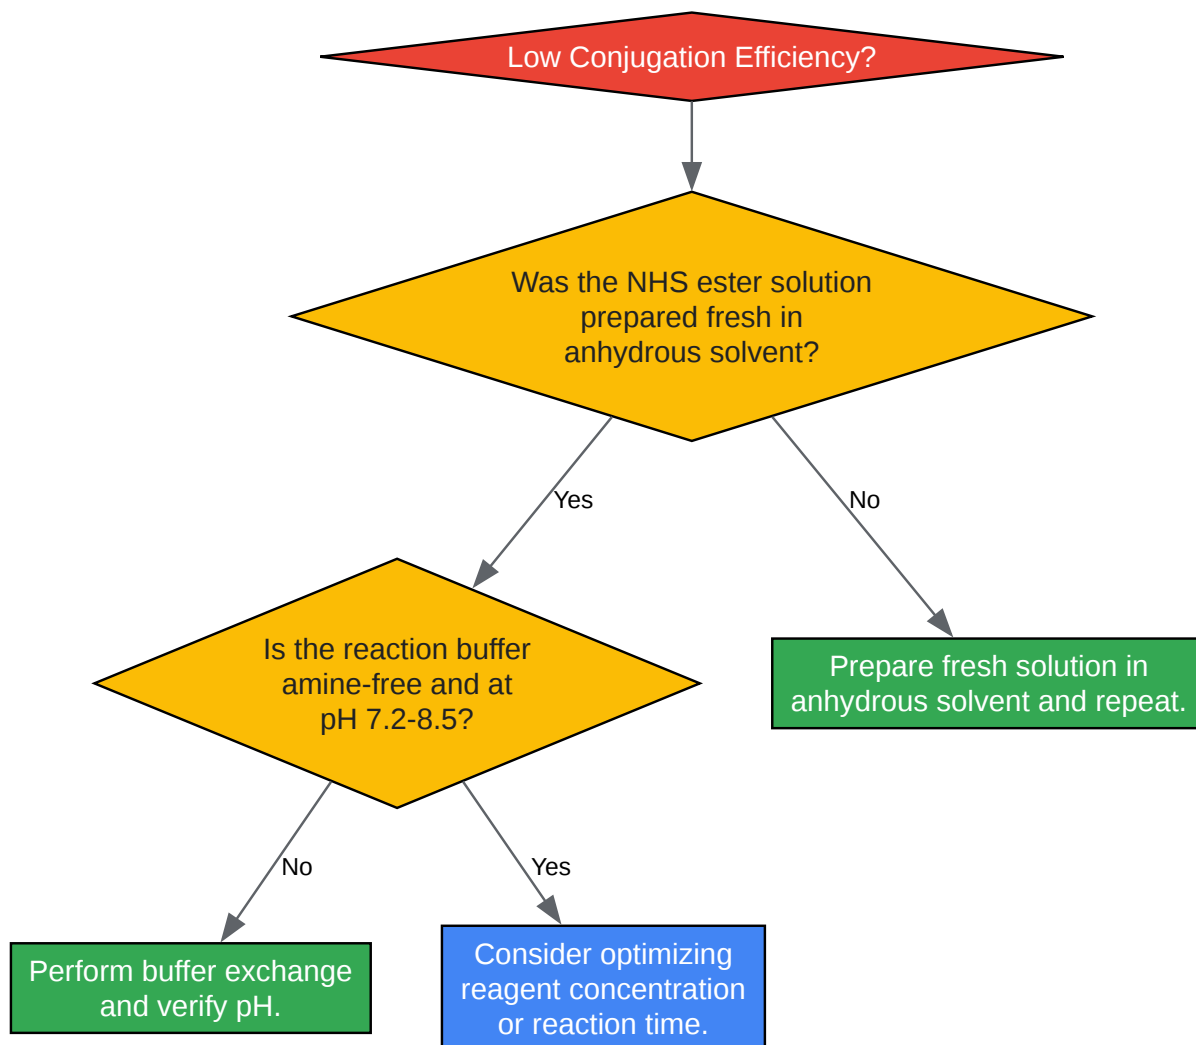 Low Conjugation Efficiency?
Was the NHS ester solution
prepared fresh in
anhydrous solvent?
Yes
No
Is the reaction buffer
amine-free and at
pH 7.2-8.5?
Prepare fresh solution in
anhydrous solvent and repeat.
No
Yes
Perform buffer exchange
and verify pH.
Consider optimizing
reagent concentration
or reaction time.